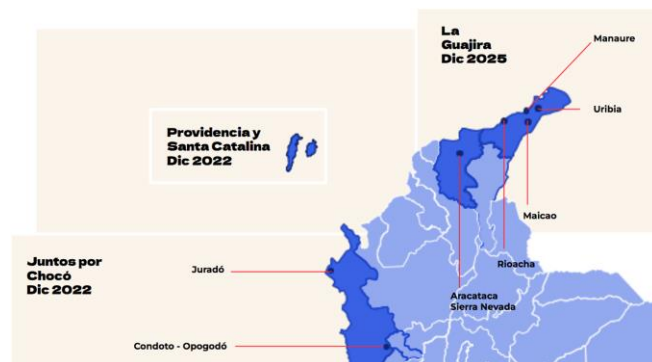 La
Guajira
Dic 2025
Manaure
Uribia
Providencia y
Santa Catalina
Dic 2022
Maicao
Juntos por
Chocó
Dic 2022
Juradó
Rioacha
Aracataca
Sierra Nevada
Condoto - Opogodó